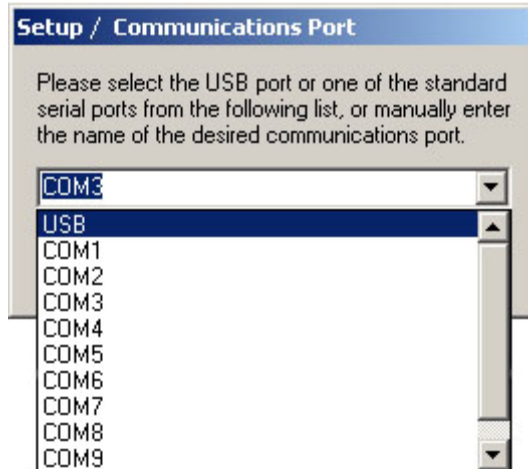 Setup / Communications Port
Please select the USB port or one of the standard
serial ports from the following list, or manually enter
the name of the desired communications port.
COM3
USB
COM1
COM2
COM3
COM4
COM5
COM6
COM7
COM8
COM9